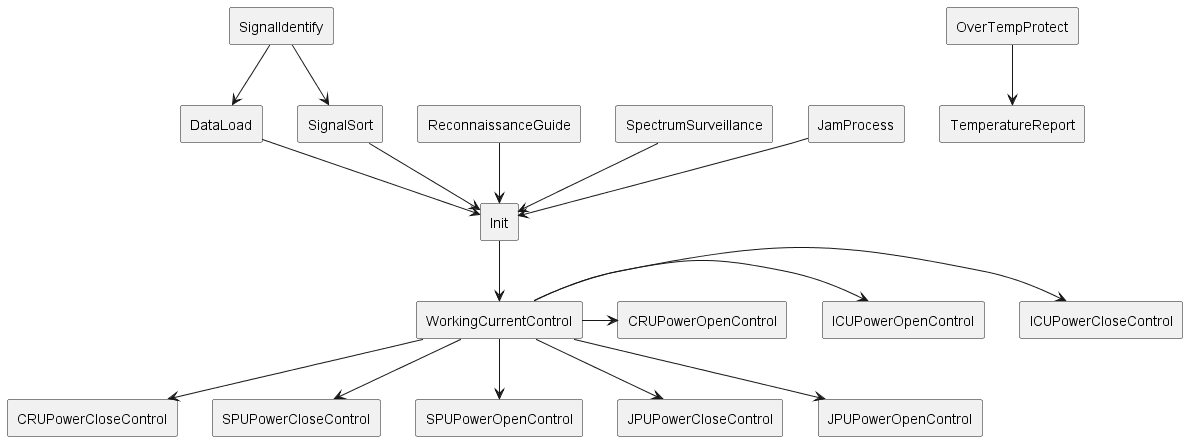 SignalIdentify
OverTempProtect
DataLoad
SignalSort
ReconnaissanceGuide
SpectrumSurveillance
JamProcess
TemperatureReport
Init
WorkingCurrentControl
CRUPowerOpenControl
ICUPowerOpenControl
ICUPowerCloseControl
CRUPowerCloseControl
SPUPowerCloseControl
SPUPowerOpenControl
JPUPowerCloseControl
JPUPowerOpenControl